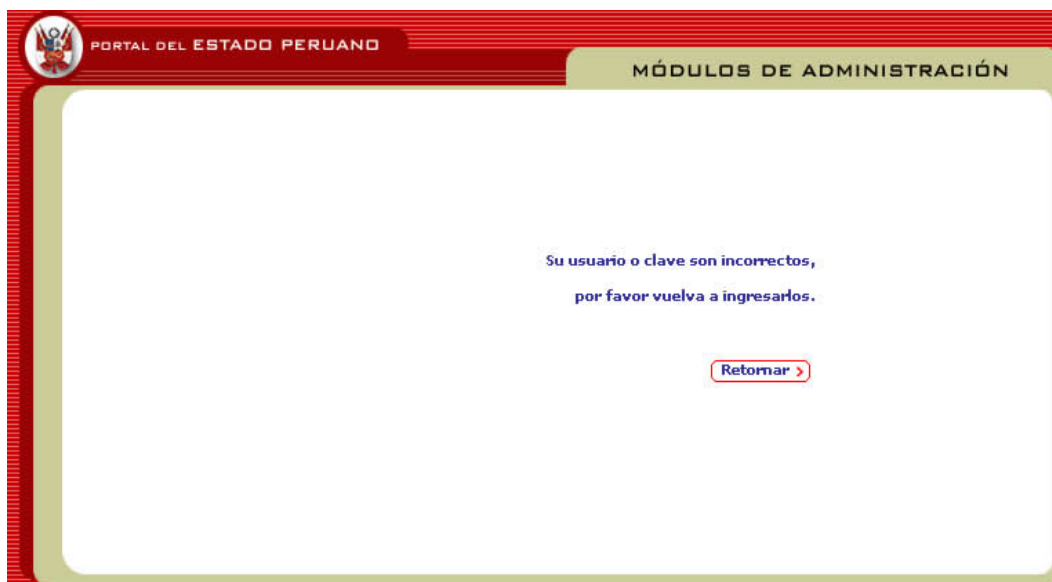 PORTAL DEL ESTADO PERUANO
MÓDULOS DE ADMINISTRACIÓN
Su usuario o clave son incorrectos,
por favor vuelva a ingresarlos.
Retornar >